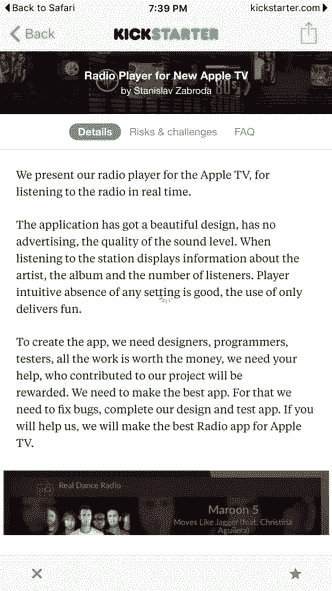 Back to Safari 7:39 PM kickstarter.com
Back KICKSTARTER
Radio Player for New Apple TV
by Stanislav Zabroda
80's
Details Risks & challenges FAQ
We present our radio player for the Apple TV, for
listening to the radio in real time.
The application has got a beautiful design, has no
advertising, the quality of the sound level. When
listening to the station displays information about the
artist, the album and the number of listeners. Player
intuitive absence of any setting is good, the use of only
delivers fun.
To create the app, we need designers, programmers,
testers, all the work is worth the money, we need your
help, who contributed to our project will be
rewarded. We need to make the best app. For that we
need to fix bugs, complete our design and test app. If you
will help us, we will make the best Radio app for Apple
TV.
Real Dance Radio
Maroon 5
Moves Like Jagger (feat. Christina
Aguilera)